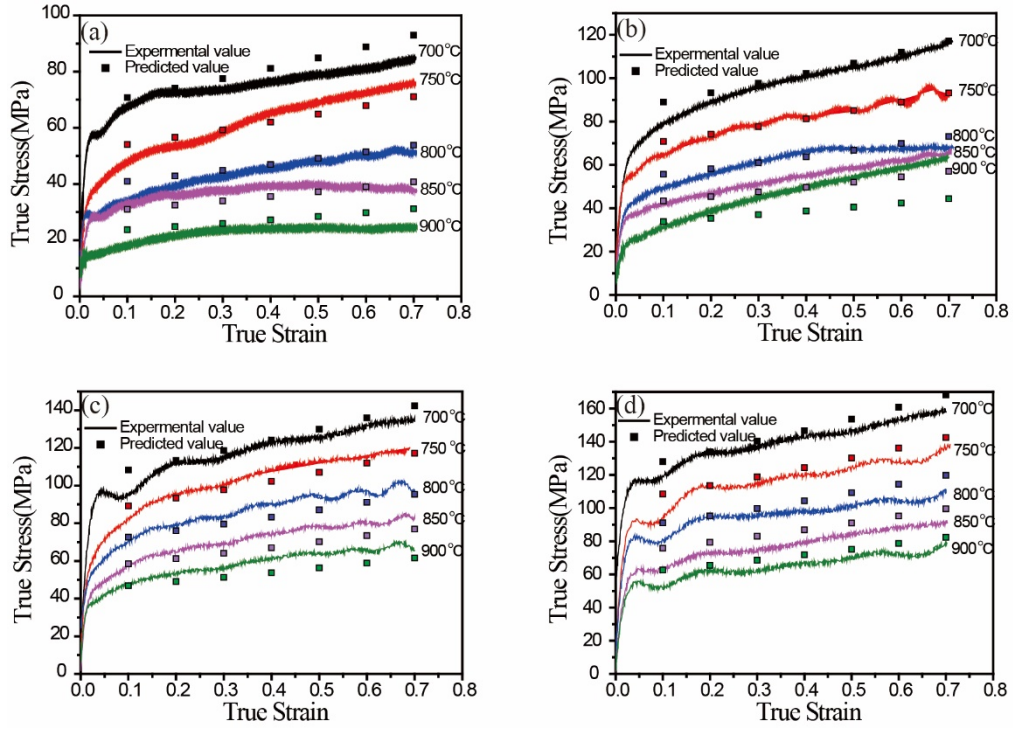 (a)
Expermental value
Predicted value
700°C
750°C
800°C
850°C
900°C
100
80
60
40
20
0
True Stress(MPa)
0.0 0.1 0.2 0.3 0.4 0.5 0.6 0.7 0.8
True Strain
(b)
Expermental value
Predicted value
700°C
750°C
800°C
850°C
900 °C
120
100
80
60
40
20
0
True Stress(MPa)
0.0 0.1 0.2 0.3 0.4 0.5 0.6 0.7 0.8
True Strain
(c)
Expermental value
Predicted value
700°C
750°C
800°C
850°C
900°C
140
120
100
80
60
40
20
0
True Stress(MPa)
0.0 0.1 0.2 0.3 0.4 0.5 0.6 0.7 0.8
True Strain
(d)
Expermental value
Predicted value
700°C
750°C
800°C
850°C
900°C
160
140
120
100
80
60
40
20
0
True Stress(MPa)
0.0 0.1 0.2 0.3 0.4 0.5 0.6 0.7 0.8
True Strain